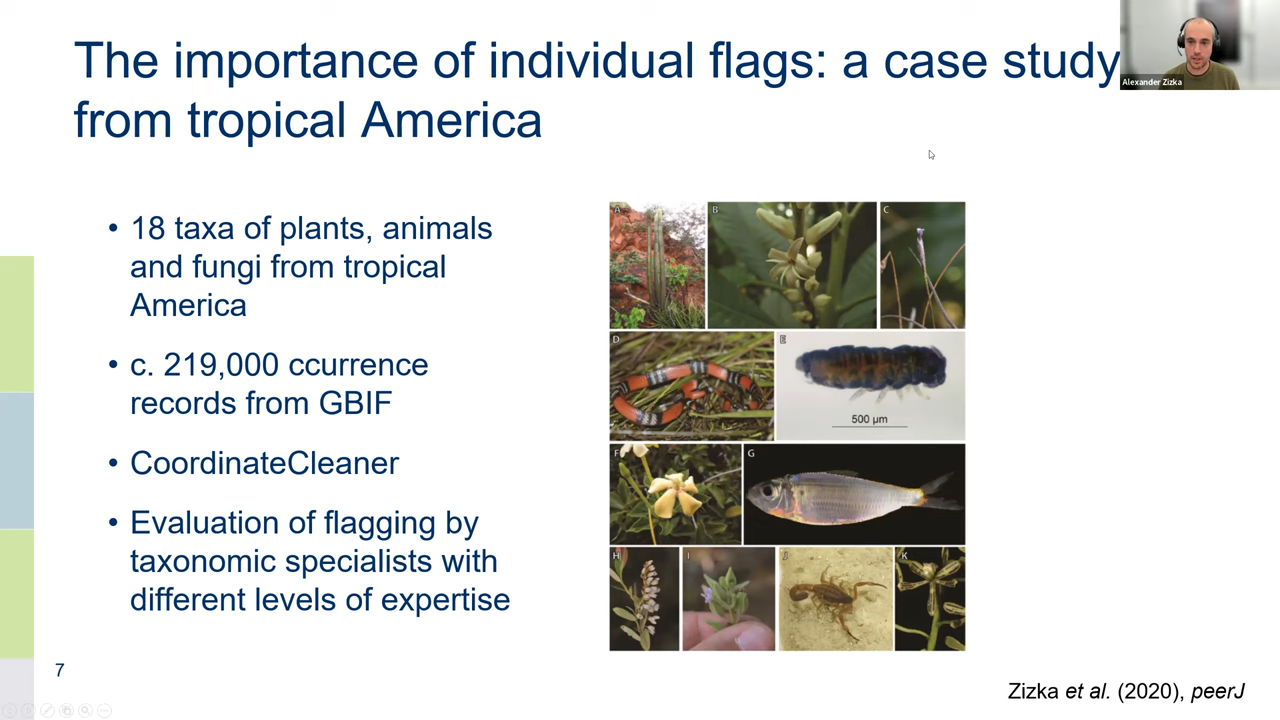 The importance of individual flags: a case study
from tropical America
Alexander Zizka
• 18 taxa of plants, animals
and fungi from tropical
America
• c. 219,000 ccurrence
records from GBIF
• CoordinateCleaner
• Evaluation of flagging by
taxonomic specialists with
different levels of expertise
A
B
C
D
E
500 µm
F
G
H
I
J
K
7
Zizka et al. (2020), peerJ